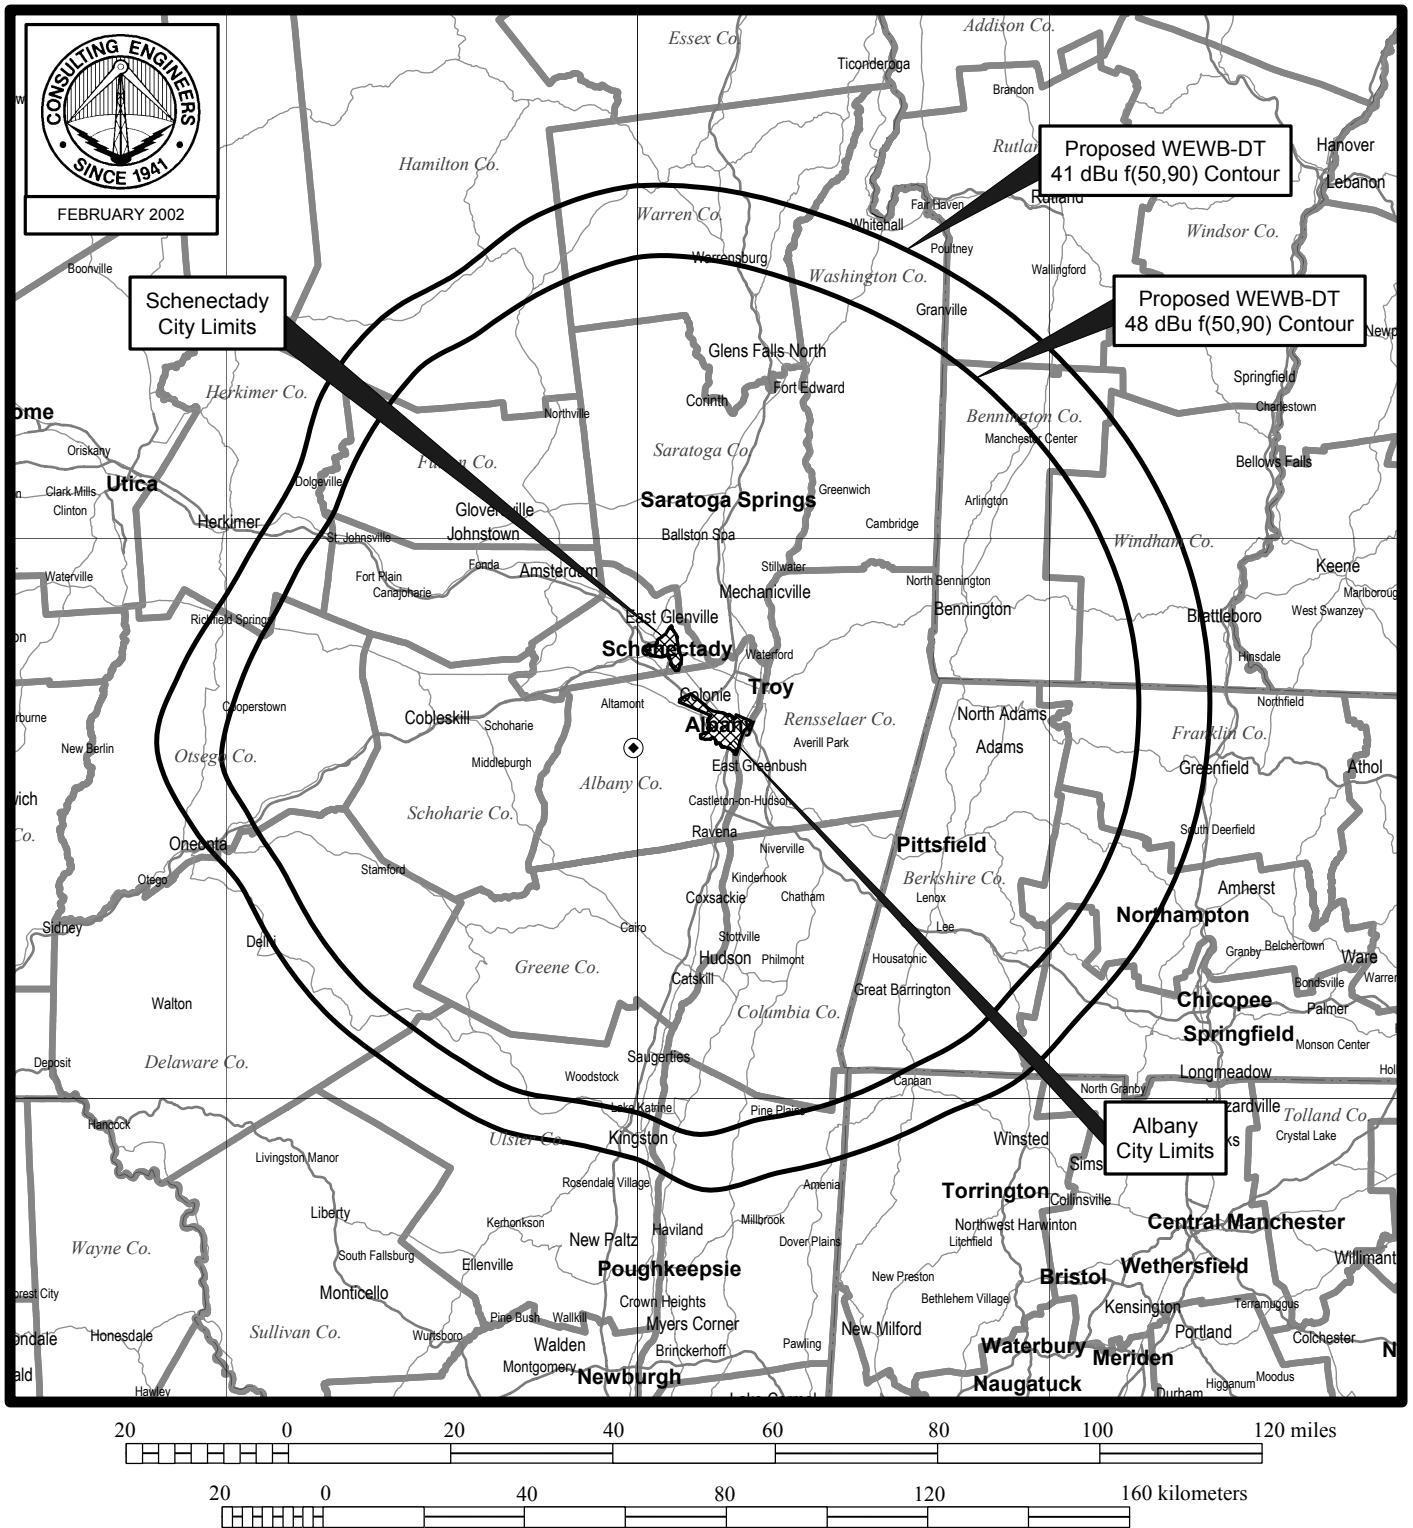 CONSULTING ENGINEERS
• SINCE 1941 •
FEBRUARY 2002
Essex Co.
Addison Co.
Ticonderoga
Brandon
Hamilton Co.
Proposed WEWB-DT
41 dBu f(50,90) Contour
Hanover
Lebanon
Rutland
Fair Haven
Warren Co.
Whitehall
Poultney
Windsor Co.
Boonville
Warrensburg
Washington Co.
Wallingford
Schenectady
City Limits
Granville
Proposed WEWB-DT
48 dBu f(50,90) Contour
Glens Falls North
Fort Edward
Springfield
Herkimer Co.
Corinth
Charlestown
Northville
Bennington Co.
Manchester Center
Oriskany
Saratoga Co.
Bellows Falls
Utica
Dolgeville
Clark Mills
Clinton
Saratoga Springs
Greenwich
Arlington
Herkimer
Gloversville
Johnstown
Cambridge
St. Johnsville
Ballston Spa
Windham Co.
Waterville
Fort Plain
Fonda
Amsterdam
Stillwater
North Bennington
Keene
Canajoharie
Mechanicville
Bennington
Richfield Springs
East Glenville
Brattleboro
West Swanzey
Schenectady
Waterford
Hinsdale
Troy
Colonie
Cooperstown
Cobleskill
Schoharie
Altamont
Albany
Rensselaer Co.
Averill Park
North Adams
Adams
Northfield
Franklin Co.
New Berlin
Otsego Co.
Middleburgh
Albany Co.
East Greenbush
Greenfield
Athol
Schoharie Co.
Castleton-on-Hudson
Ravena
South Deerfield
Oneonta
Niverville
Pittsfield
Otego
Stamford
Kinderhook
Berkshire Co.
Coxsackie
Chatham
Lenox
Amherst
Northampton
Sidney
Delhi
Cairo
Stottville
Lee
Granby
Belchertown
Ware
Greene Co.
Hudson
Philmont
Housatonic
Catskill
Great Barrington
Bondsville
Walton
Columbia Co.
Chicopee
Palmer
Springfield
Monson Center
Delaware Co.
Deposit
Saugerties
Woodstock
Canaan
Longmeadow
North Granby
Hancock
Lake Katrine
Pine Plains
Tolland Co.
Ulster Co.
Kingston
Winsted
Albany
City Limits
Crystal Lake
Livingston Manor
Rosendale Village
Amenia
Torrington
Collinsville
Liberty
Kerhonkson
Haviland
Millbrook
Northwest Harwinton
Central Manchester
Wayne Co.
South Fallsburg
Ellenville
New Paltz
Dover Plains
Litchfield
Poughkeepsie
New Preston
Bristol
Wethersfield
Monticello
Crown Heights
Bethlehem Village
Kensington
Terramuggus
Honesdale
Sullivan Co.
Wurtsboro
Pine Bush
Wallkill
Myers Corner
New Milford
Portland
Colchester
Walden
Brinckerhoff
Pawling
Waterbury
Meriden
Montgomery
Newburgh
Naugatuck
Higganum
Moodus
Hawley
Durham
20 0 20 40 60 80 100 120 miles
20 0 40 80 120 160 kilometers